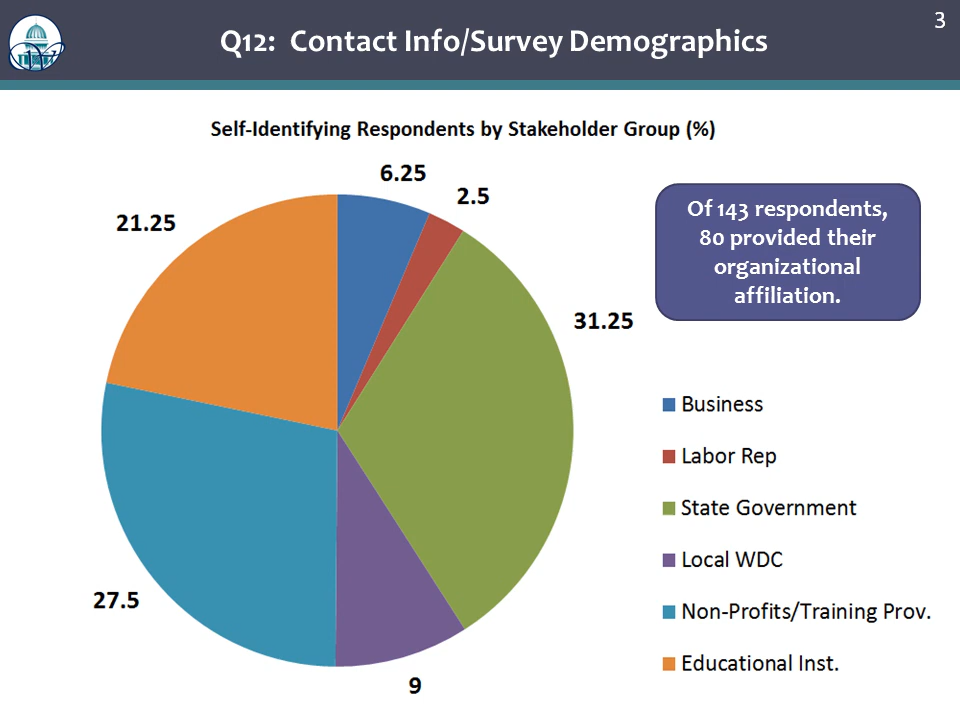 3
Q12: Contact Info/Survey Demographics
Self-Identifying Respondents by Stakeholder Group (%)
6.25
2.5
21.25
31.25
27.5
9
Of 143 respondents,
80 provided their
organizational
affiliation.
Business
Labor Rep
State Government
Local WDC
Non-Profits/Training Prov.
Educational Inst.